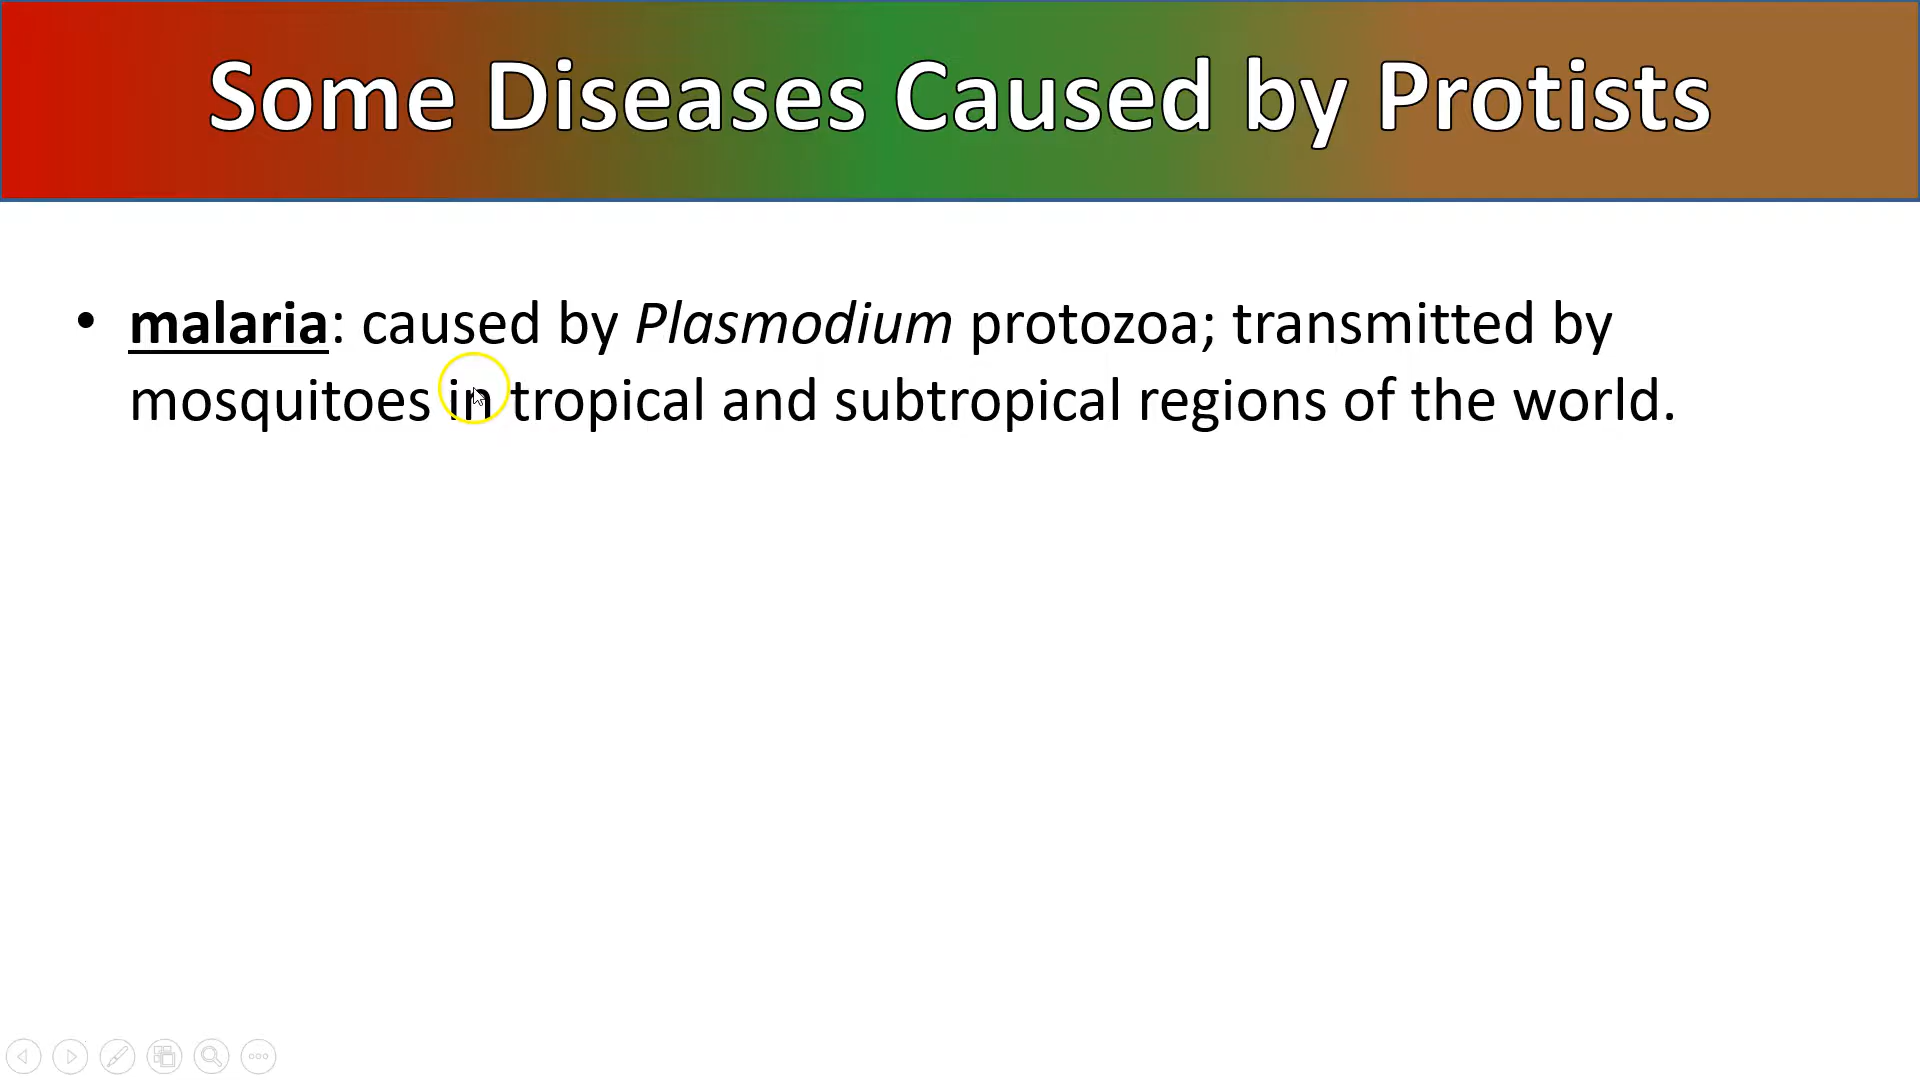 Some Diseases Caused by Protists
• malaria: caused by Plasmodium protozoa; transmitted by
mosquitoes in tropical and subtropical regions of the world.